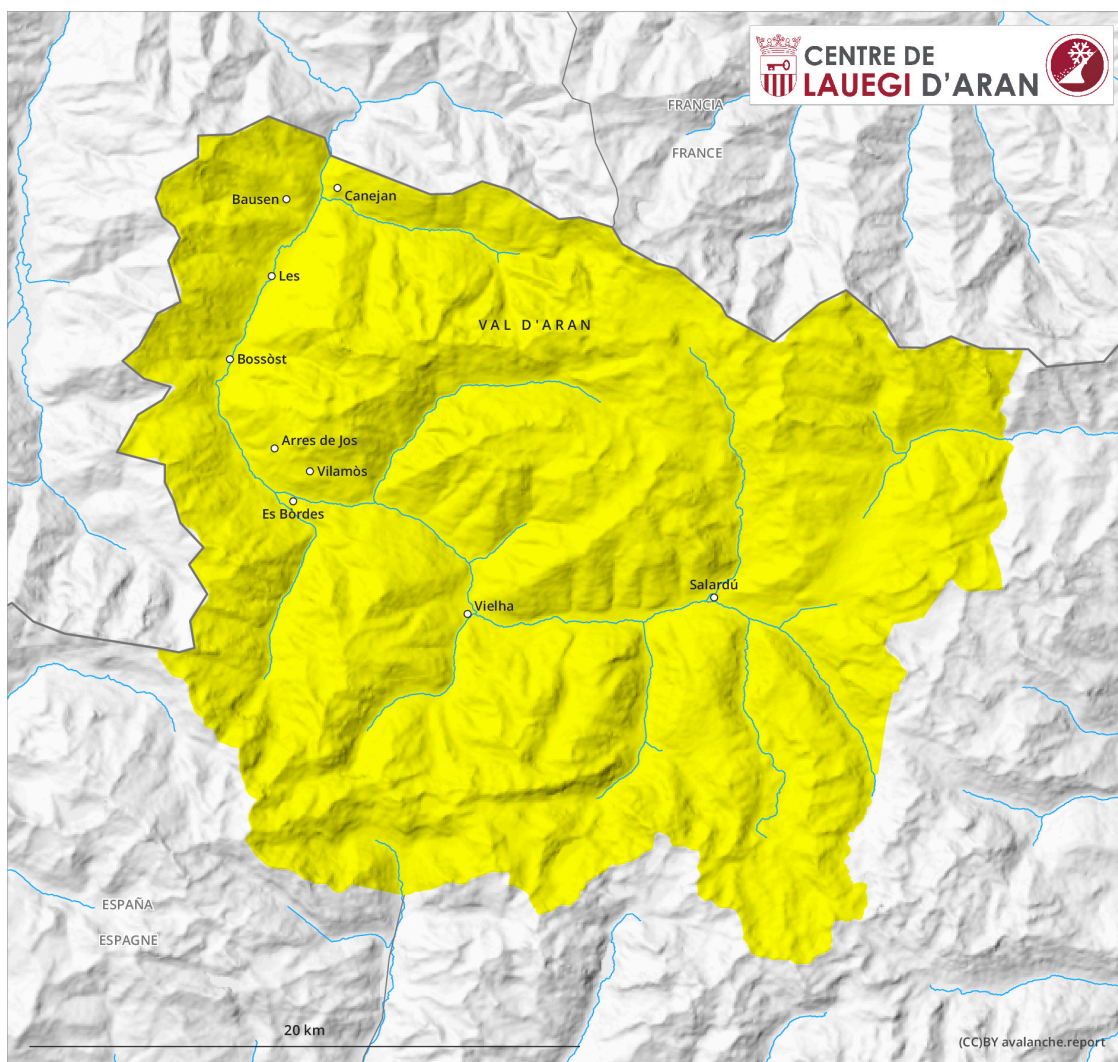 CENTRE DE
LAUEGI D'ARAN
FRANCIA
FRANCE
Bausen
Canejan
Les
VAL D'ARAN
Bossòst
Arres de Jos
Vilamòs
Es Bòrdes
Salardú
Vielha
ESPAÑA
ESPAGNE
20 km
(CC)BY avalanche.report